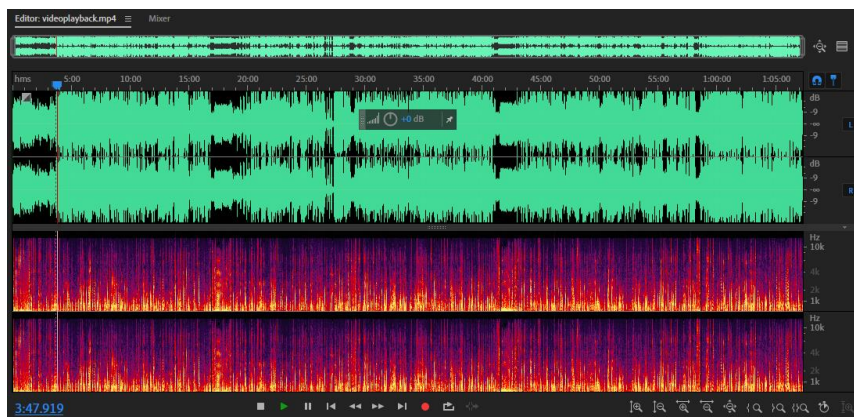 Editor: videoplayback.mp4 ≡ Mixer
hms 5:00 10:00 15:00 20:00 25:00 30:00 35:00 40:00 45:00 50:00 55:00 1:00:00 1:05:00
+0 dB
dB
-9
-∞
-9
L
dB
-9
-∞
-9
R
Hz
10k
4k
2k
1k
Hz
10k
4k
2k
1k
3:47.919